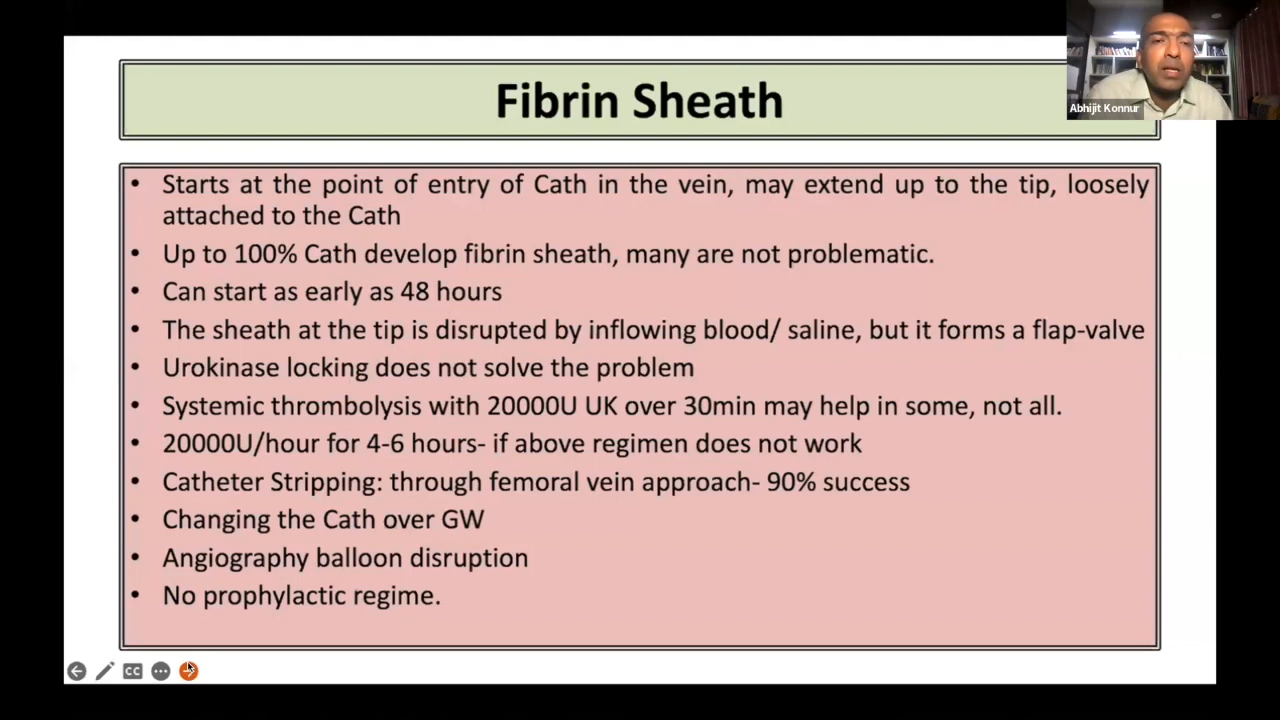 Fibrin Sheath
Abhijit Konnur
• Starts at the point of entry of Cath in the vein, may extend up to the tip, loosely
attached to the Cath
• Up to 100% Cath develop fibrin sheath, many are not problematic.
• Can start as early as 48 hours
• The sheath at the tip is disrupted by inflowing blood/ saline, but it forms a flap-valve
• Urokinase locking does not solve the problem
• Systemic thrombolysis with 20000U UK over 30min may help in some, not all.
• 20000U/hour for 4-6 hours- if above regimen does not work
• Catheter Stripping: through femoral vein approach- 90% success
• Changing the Cath over GW
• Angiography balloon disruption
• No prophylactic regime.
CC